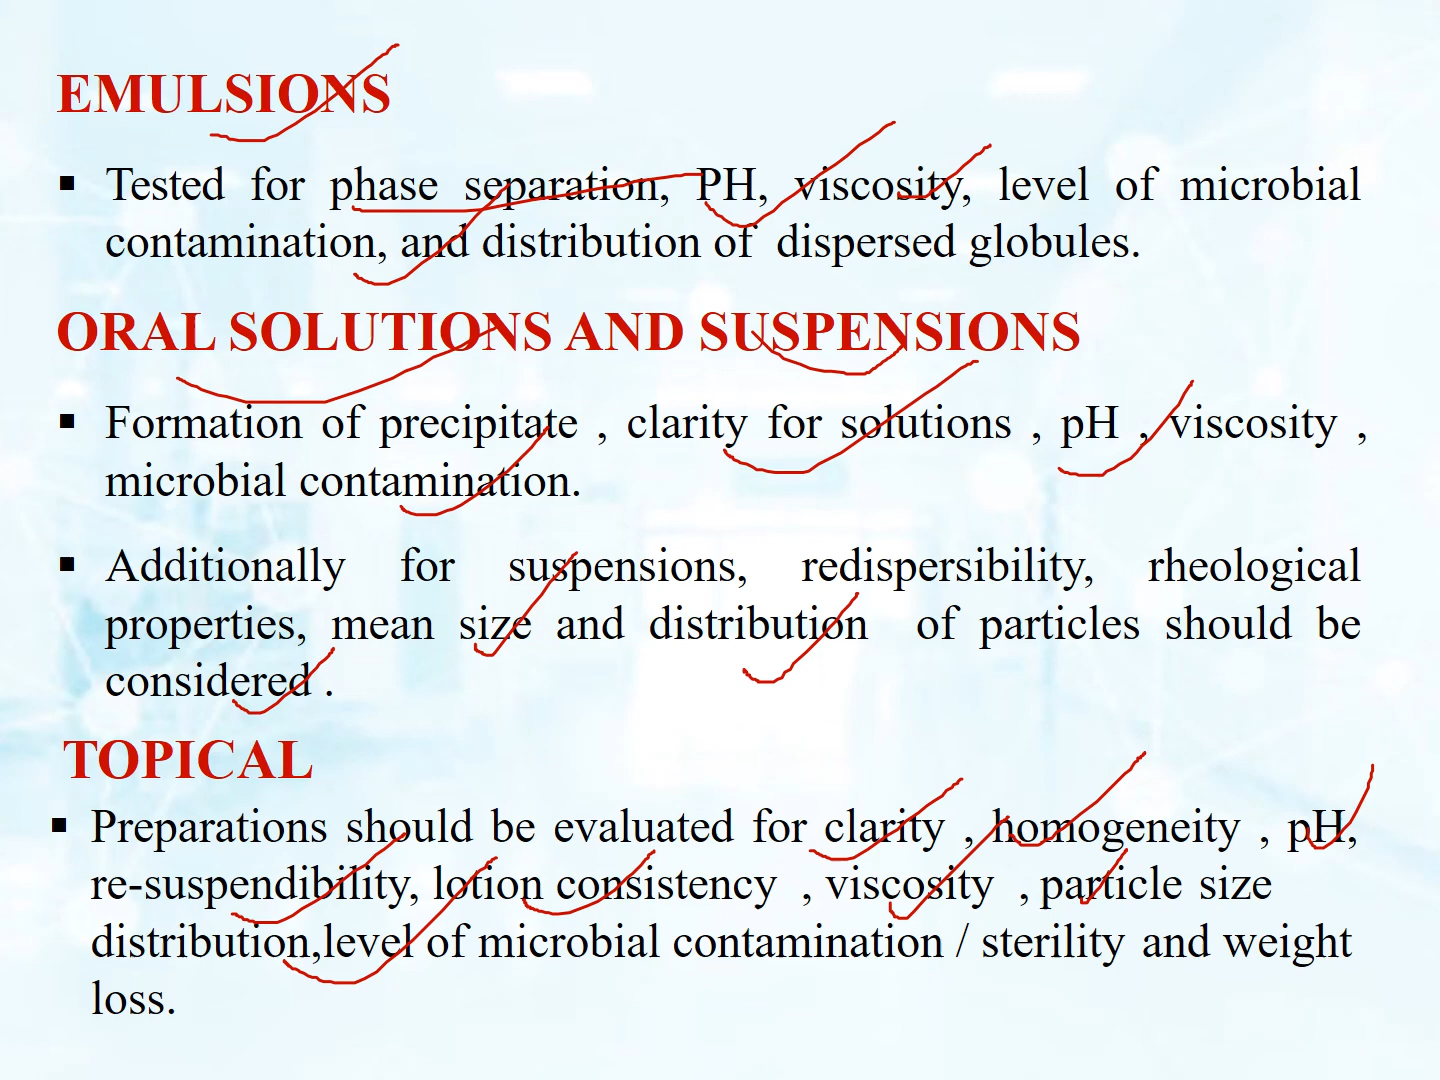 EMULSIONS
▪ Tested for phase separation, PH, viscosity, level of microbial
contamination, and distribution of dispersed globules.
ORAL SOLUTIONS AND SUSPENSIONS
▪ Formation of precipitate , clarity for solutions , pH , viscosity ,
microbial contamination.
▪ Additionally for suspensions, redispersibility, rheological
properties, mean size and distribution of particles should be
considered .
TOPICAL
▪ Preparations should be evaluated for clarity , homogeneity , pH,
re-suspendibility, lotion consistency , viscosity , particle size
distribution,level of microbial contamination / sterility and weight
loss.